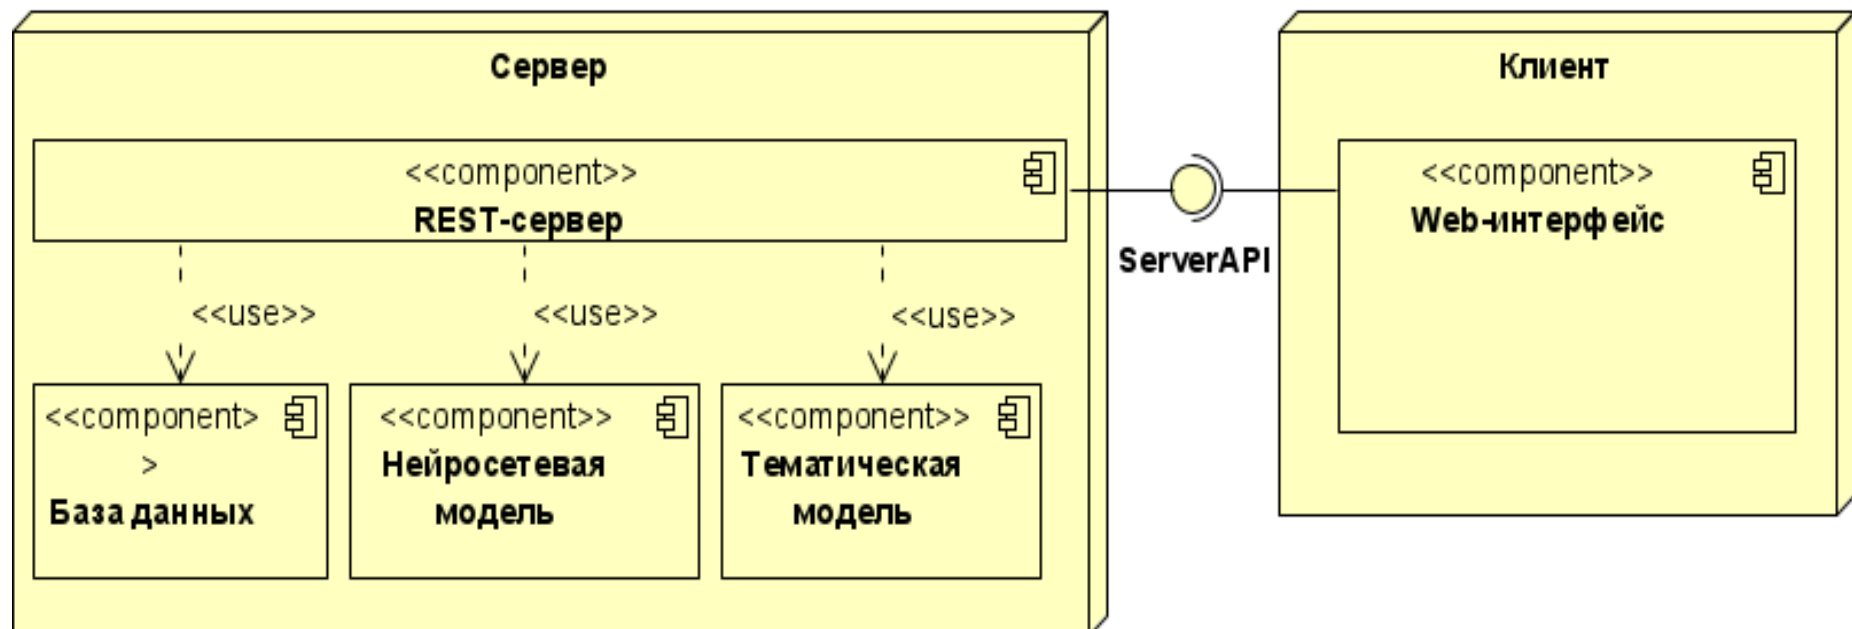 Сервер
<<component>>
REST-сервер
<<use>>
<<use>>
<<use>>
<<component>
>
База данных
<<component>>
Нейросетевая
модель
<<component>>
Тематическая
модель
ServerAPI
Клиент
<<component>>
Web-интерфейс